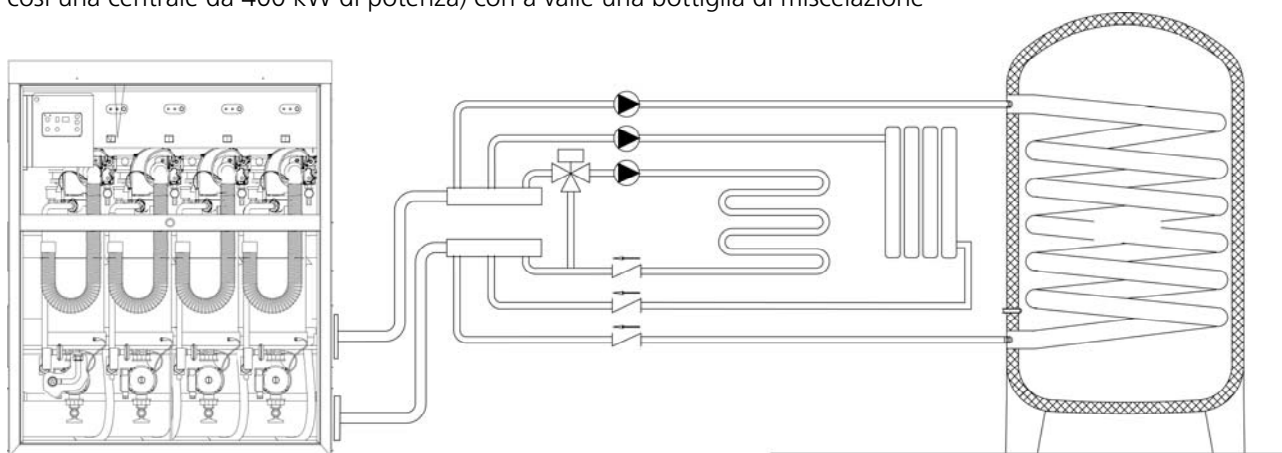 così una centrale da 400 kW di potenza) con a valle una bottiglia di miscelazione